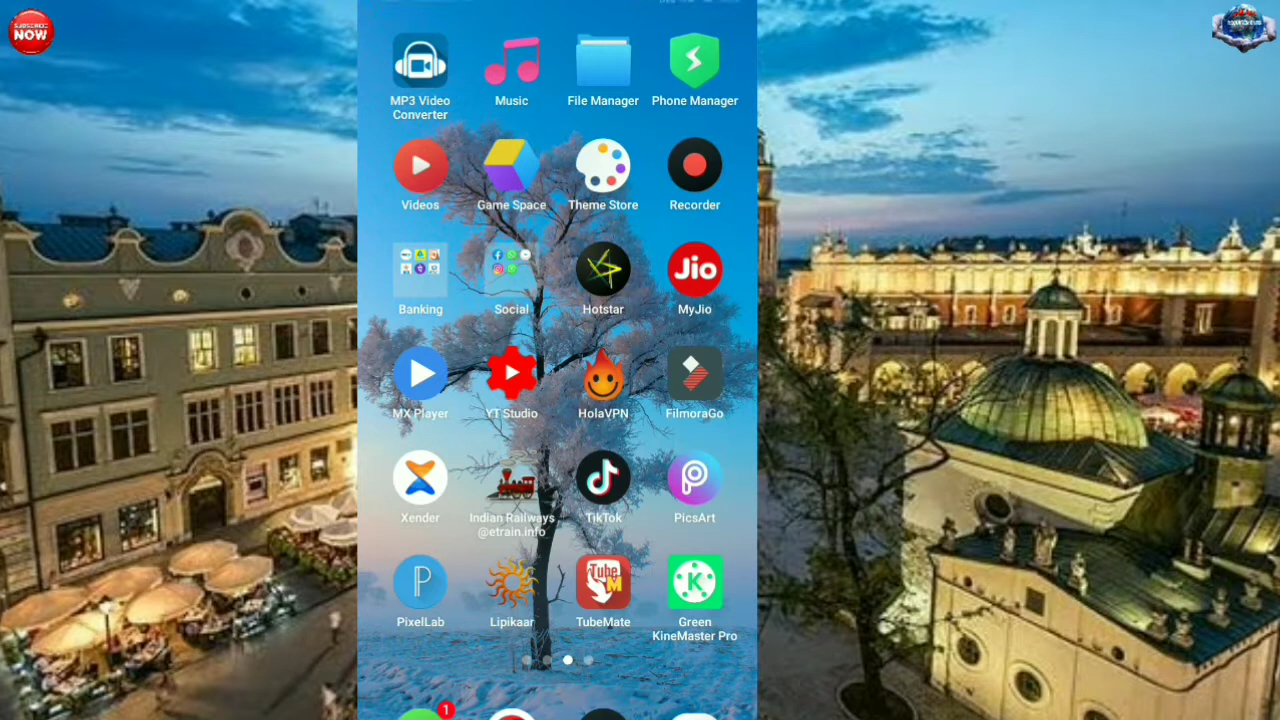 SUBSCRIBE
NOW
MP3 Video
Converter
Music
File Manager
Phone Manager
Videos
Game Space
Theme Store
Recorder
Banking
Social
Hotstar
Jio
MyJio
MX Player
YT Studio
HolaVPN
FilmoraGo
Xender
Indian Railways
@etrain.info
TikTok
PicsArt
PixelLab
Lipikaar
Tube
M
TubeMate
K
Green
KineMaster Pro
1